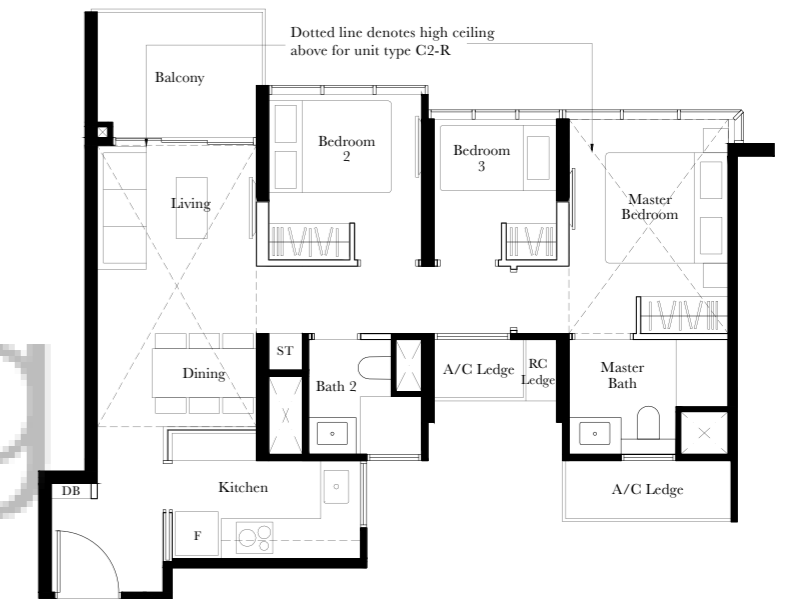 Dotted line denotes high ceiling
above for unit type C2-R
Balcony
Bedroom
2
Bedroom
3
Living
Master
Bedroom
ST
Dining
Bath 2
A/C Ledge
RC
Ledge
Master
Bath
DB
Kitchen
A/C Ledge
F